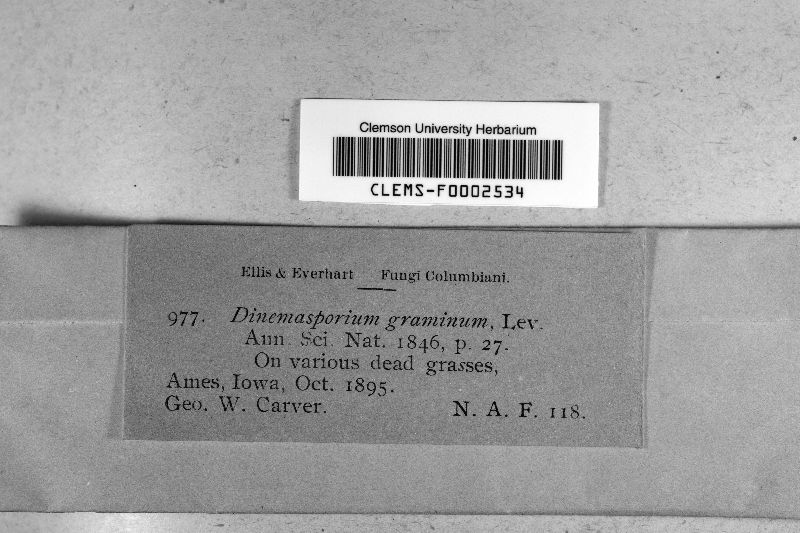 Clemson University Herbarium
CLEMS-F0002534
Ellis & Everhart Fungi Columbiani.
977. Dinemasporium graminum, Lev.
Ann. Sci. Nat. 1846, p. 27.
On various dead grasses,
Ames, Iowa, Oct. 1895.
Geo. W. Carver. N. A. F. 118.